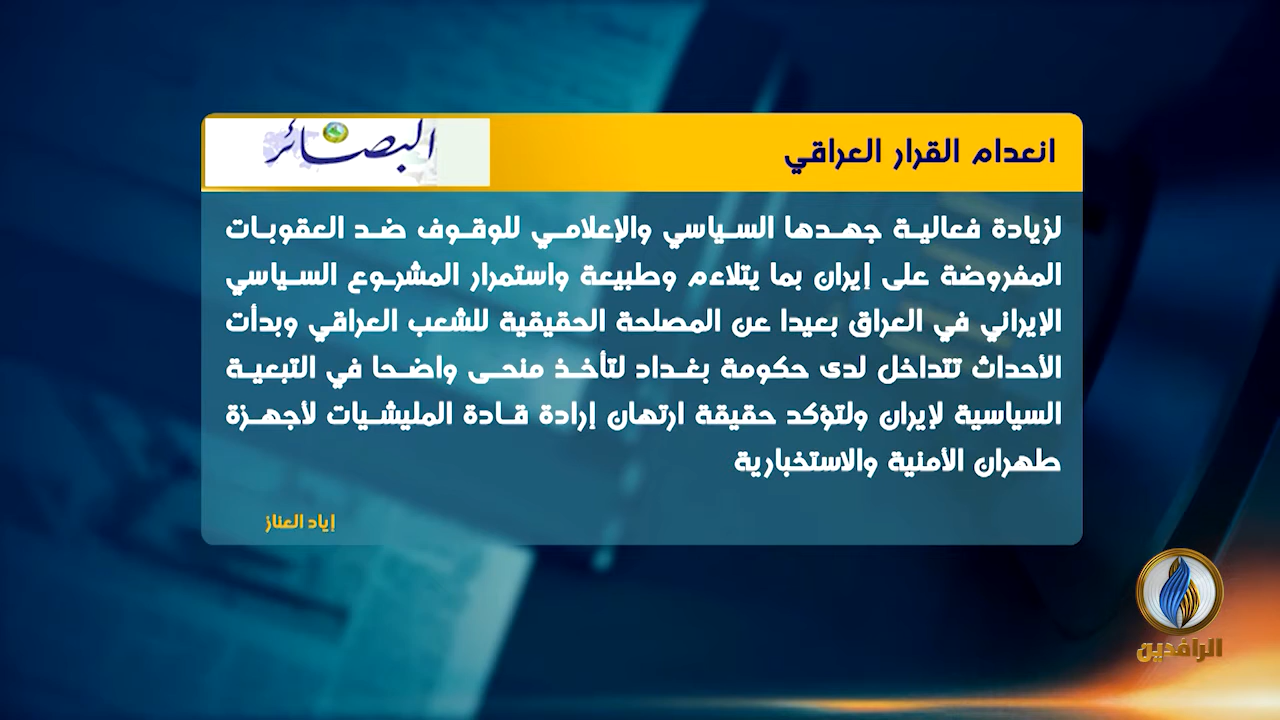 البصائر
انعدام القرار العراقي
لزيادة فعالية جهدها السياسي والإعلامي للوقوف ضد العقوبات
المفروضة على إيران بما يتلاءم وطبيعة واستمرار المشروع السياسي
الإيراني في العراق بعيدا عن المصلحة الحقيقية للشعب العراقي وبدأت
الأحداث تتداخل لدى حكومة بغداد لتأخذ منحى واضحا في التبعية
السياسية لإيران ولتؤكد حقيقة ارتهان إرادة قادة المليشيات لأجهزة
طهران الأمنية والاستخبارية
إياد العناز
الرافدين